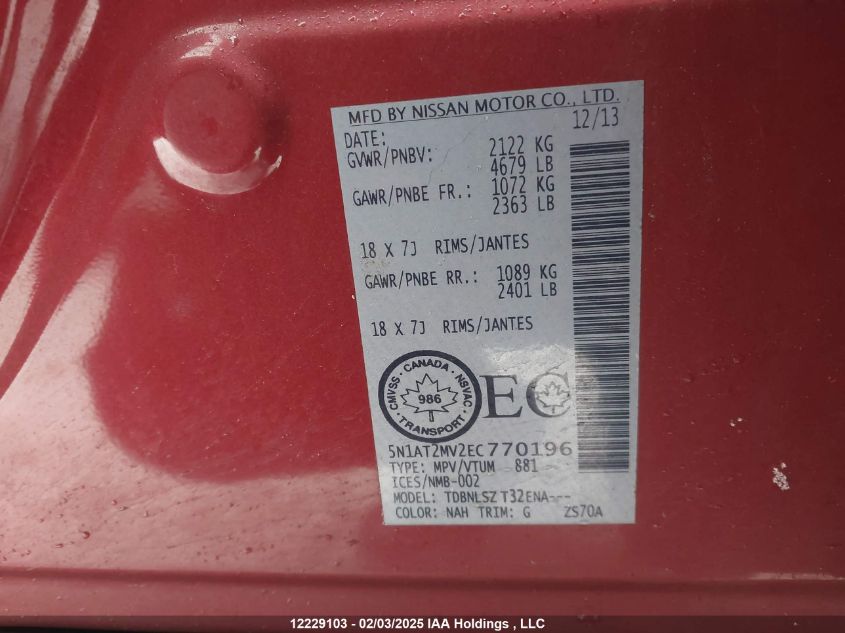 MFD BY NISSAN MOTOR CO., LTD.
DATE: 12/13
GVWR/PNBV: 2122 KG
4679 LB
GAWR/PNBE FR.: 1072 KG
2363 LB
18 X 7J RIMS/JANTES
GAWR/PNBE RR.: 1089 KG
2401 LB
18 X 7J RIMS/JANTES
CMVSS · CANADA · NSVAC · TRANSPORT ·
986
EC
5N1AT2MV2EC770196
TYPE: MPV/VTUM 881
ICES/NMB-002
MODEL: TDBNLSZ T32ENA---
COLOR: NAH TRIM: G ZS70A
12229103 - 02/03/2025 IAA Holdings , LLC